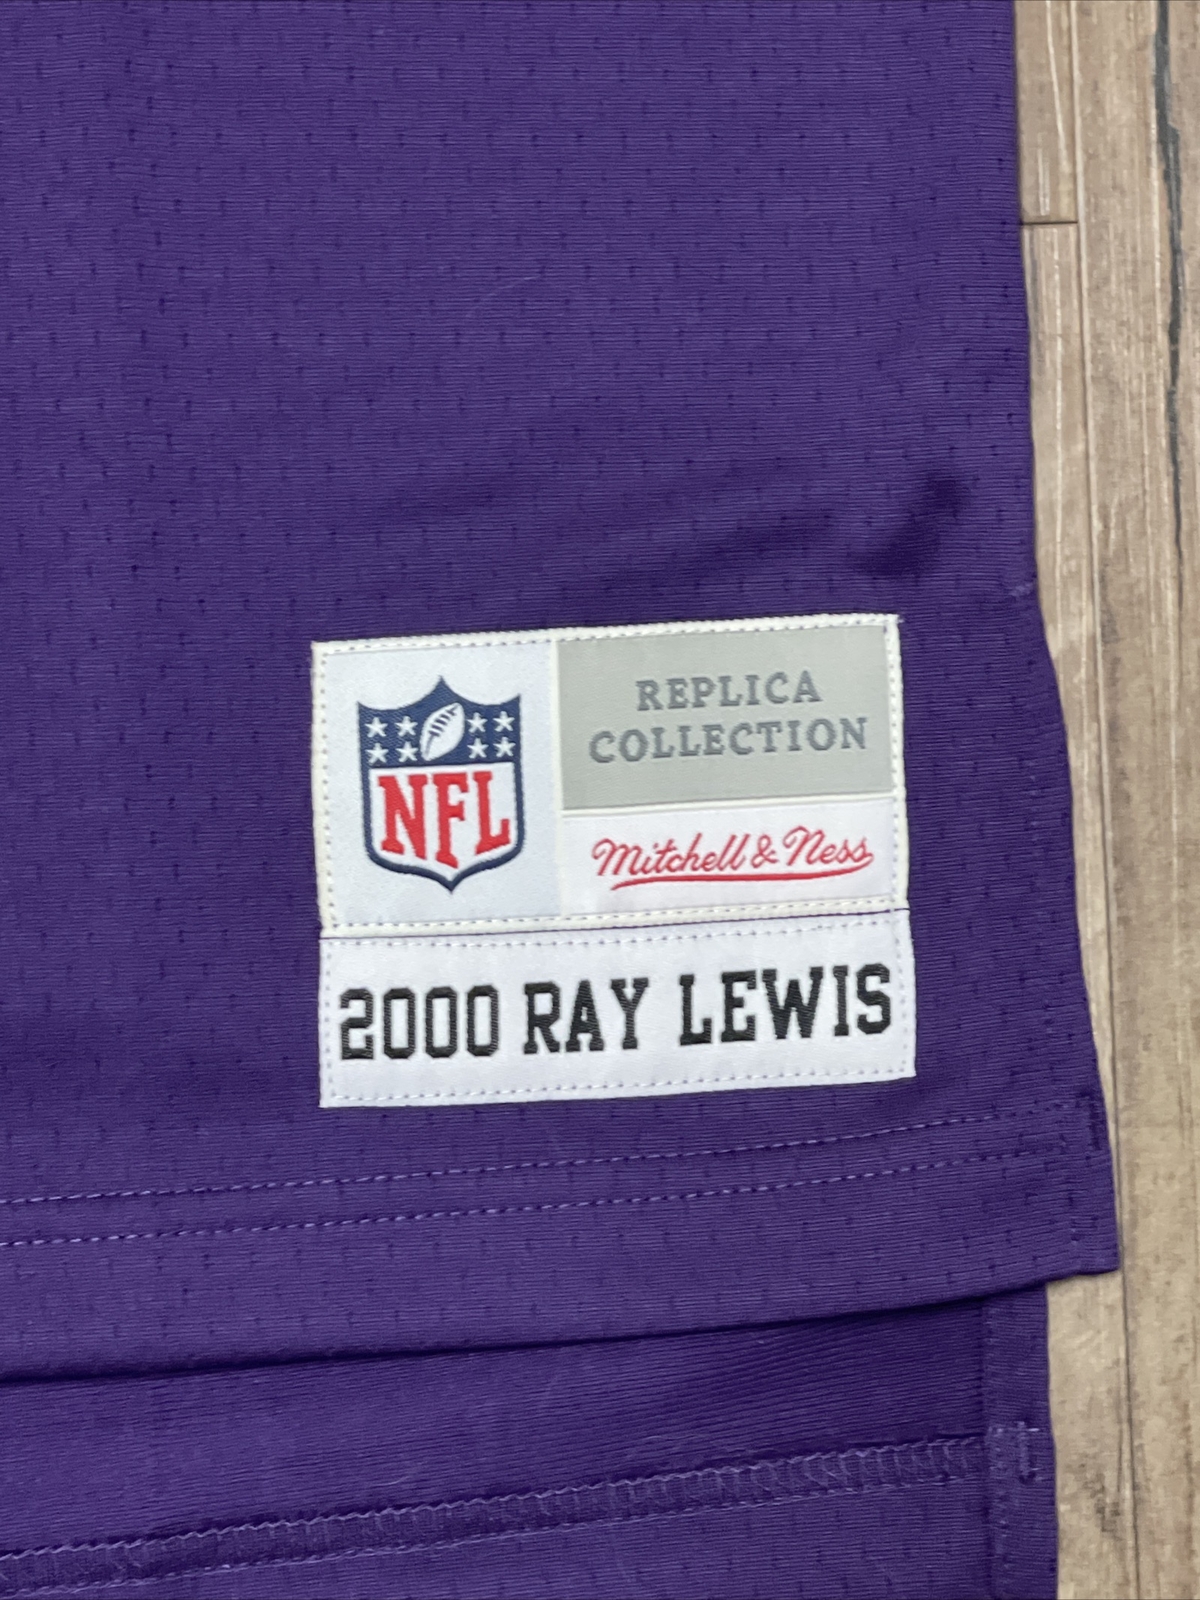 NFL
REPLICA
COLLECTION
Mitchell & Ness
2000 RAY LEWIS